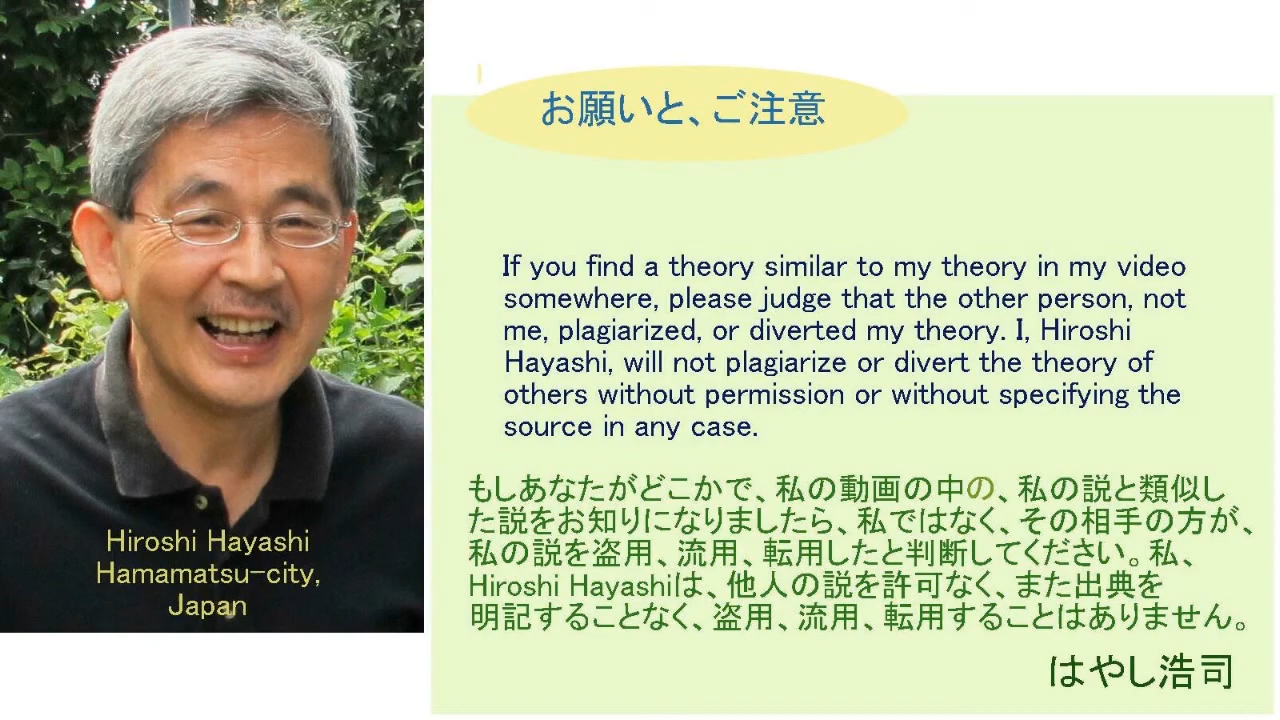 お願いと、ご注意
If you find a theory similar to my theory in my video
somewhere, please judge that the other person, not
me, plagiarized, or diverted my theory. I, Hiroshi
Hayashi, will not plagiarize or divert the theory of
others without permission or without specifying the
source in any case.
もしあなたがどこかで、私の動画の中の、私の説と類似し
た説をお知りになりましたら、私ではなく、その相手の方が、
私の説を盗用、流用、転用したと判断してください。私、
Hiroshi Hayashiは、他人の説を許可なく、また出典を
明記することなく、盗用、流用、転用することはありません。
はやし浩司
Hiroshi Hayashi
Hamamatsu-city,
Japan